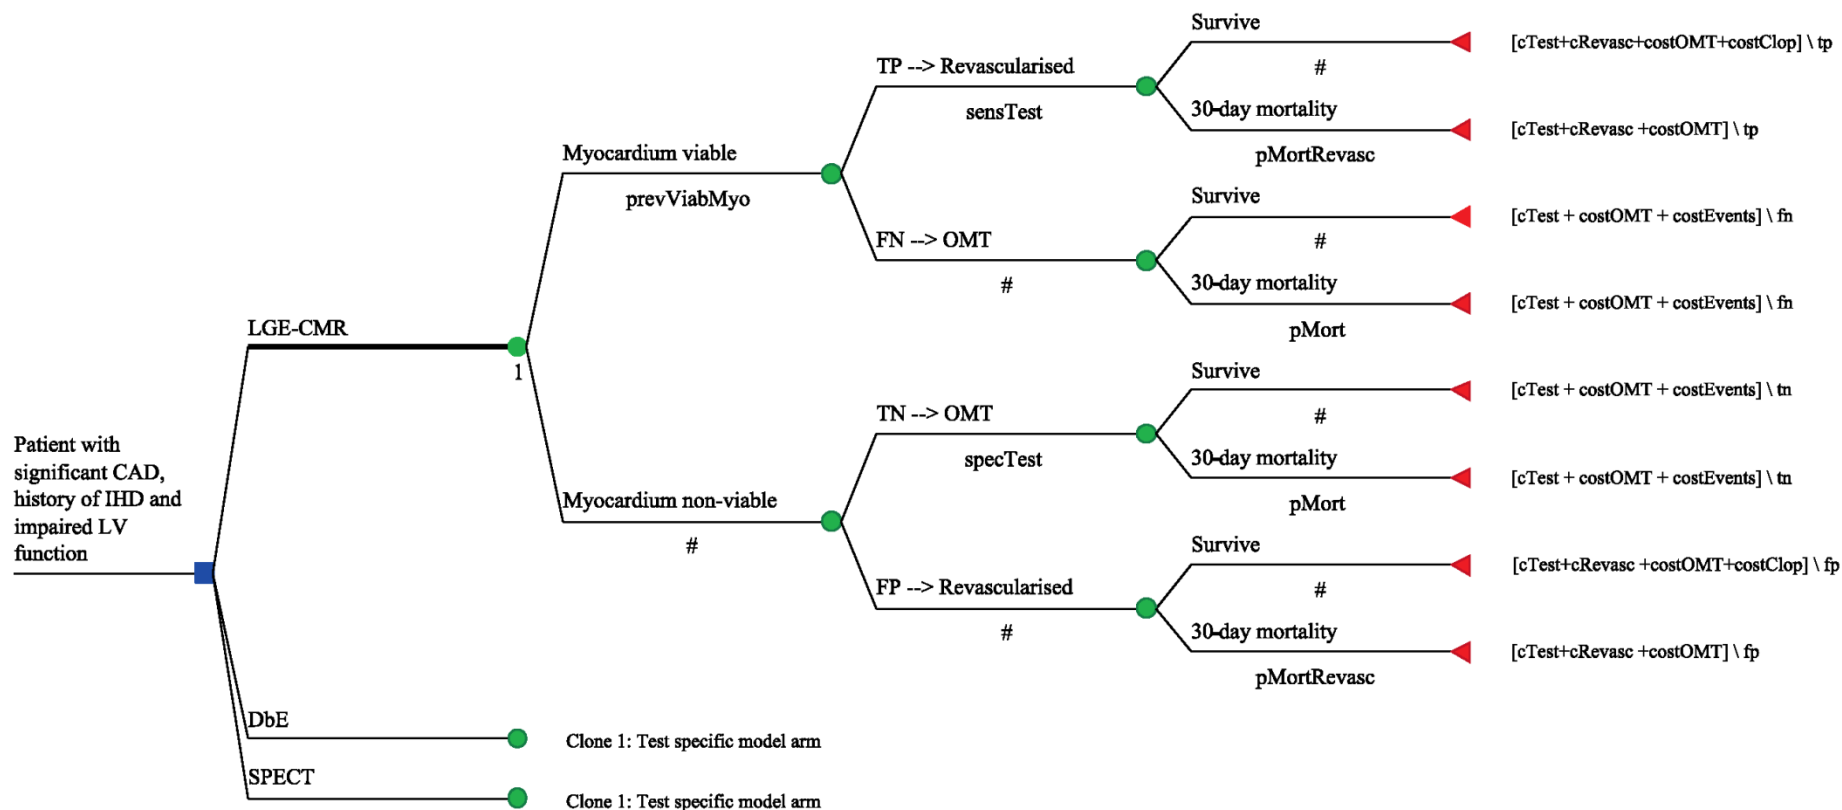 Survive
[cTest+cRevasc+costOMT+costClop] \ tp
#
TP --> Revascularised
sensTest
30-day mortality
[cTest+cRevasc +costOMT] \ tp
pMortRevasc
Myocardium viable
prevViabMyo
Survive
[cTest + costOMT + costEvents] \ fn
#
FN --> OMT
#
30-day mortality
[cTest + costOMT + costEvents] \ fn
pMort
LGE-CMR
1
Survive
[cTest + costOMT + costEvents] \ tn
#
TN --> OMT
specTest
30-day mortality
[cTest + costOMT + costEvents] \ tn
pMort
Patient with
significant CAD,
history of IHD and
impaired LV
function
Myocardium non-viable
#
Survive
[cTest+cRevasc +costOMT+costClop] \ fp
#
FP --> Revascularised
#
30-day mortality
[cTest+cRevasc +costOMT] \ fp
pMortRevasc
DbE
Clone 1: Test specific model arm
SPECT
Clone 1: Test specific model arm